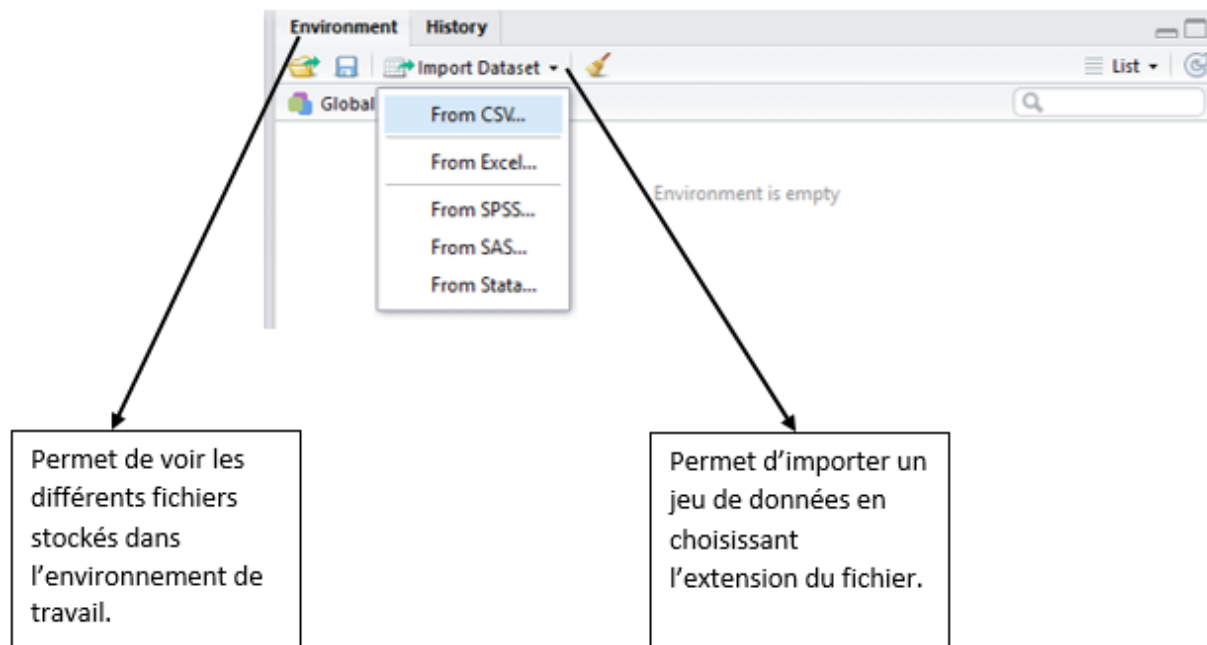 Environment History
Import Dataset List
Global
From CSV...
From Excel...
From SPSS...
From SAS...
From Stata...
Environment is empty
Permet de voir les
différents fichiers
stockés dans
l'environnement de
travail.
Permet d'importer un
jeu de données en
choisissant
l'extension du fichier.